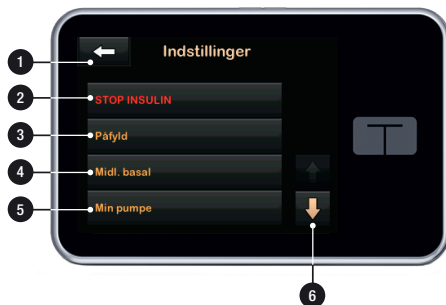 Indstillinger
1
2
STOP INSULIN
3
Påfyld
4
Midl. basal
5
Min pumpe
6